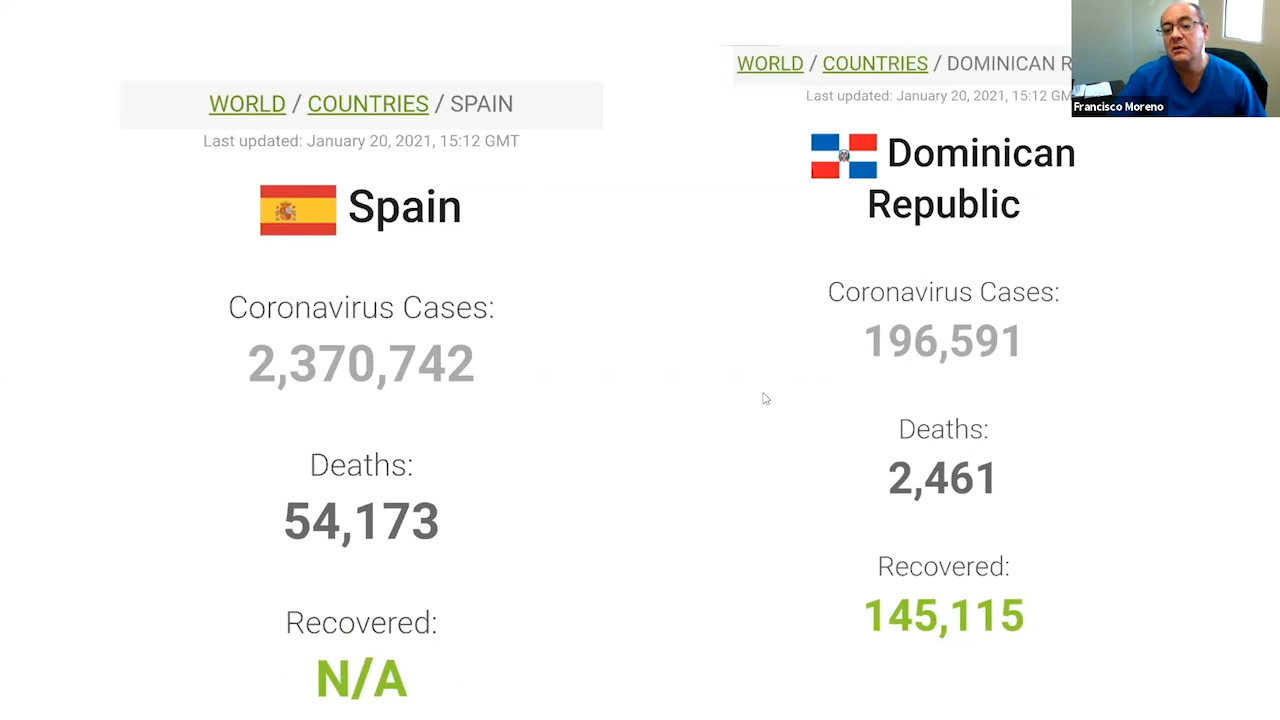 WORLD / COUNTRIES / SPAIN
Last updated: January 20, 2021, 15:12 GMT
Spain
Coronavirus Cases:
2,370,742
Deaths:
54,173
Recovered:
N/A
WORLD / COUNTRIES / DOMINICAN R
Last updated: January 20, 2021, 15:12 GM
Dominican
Republic
Coronavirus Cases:
196,591
Deaths:
2,461
Recovered:
145,115
Francisco Moreno